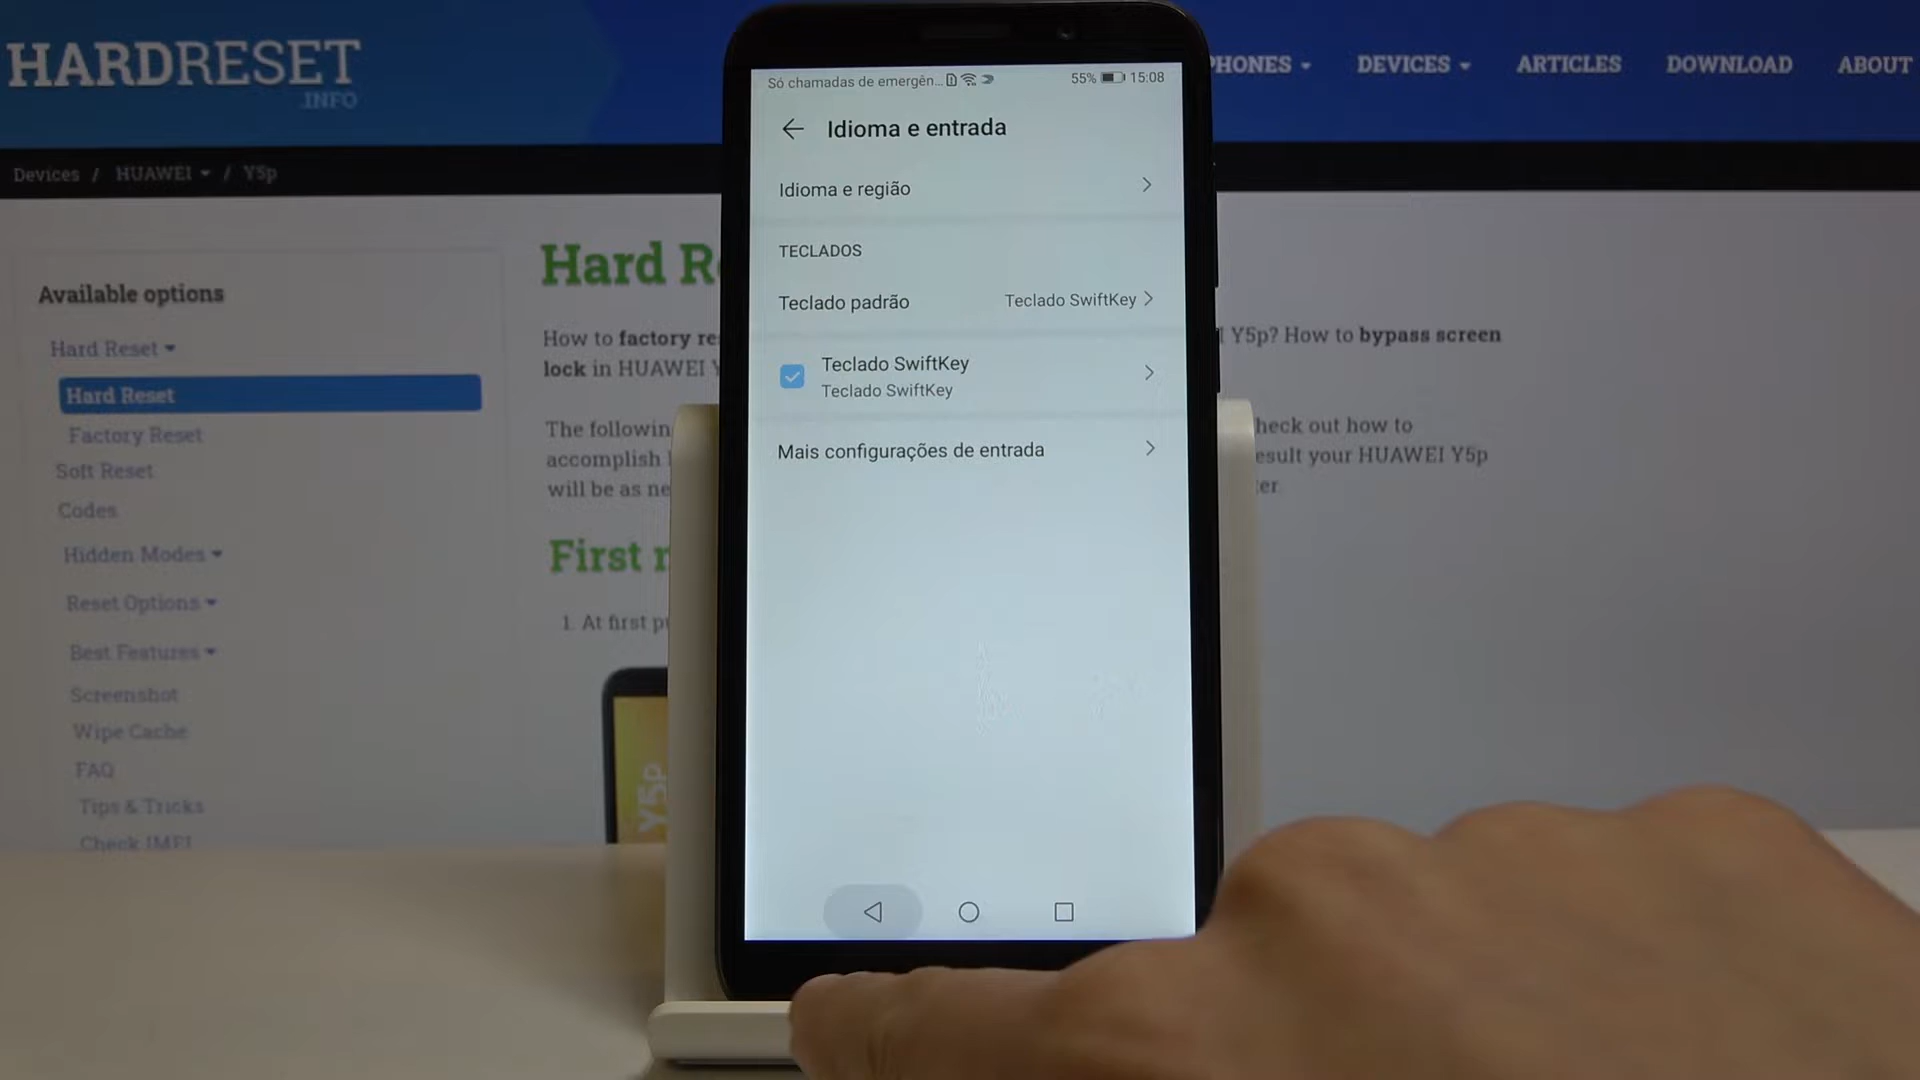 HARDRESET
.INFO
PHONES
DEVICES
ARTICLES
DOWNLOAD
ABOUT
Devices / HUAWEI / Y5p
Available options
Hard Reset
Hard Reset
Factory Reset
Soft Reset
Codes
Hidden Modes
Reset Options
Best Features
Screenshot
Wipe Cache
FAQ
Tips & Tricks
Check IMEI
Hard R
How to factory re
lock in HUAWEI
Y5p? How to bypass screen
The followin
accomplish
will be as ne
heck out how to
esult your HUAWEI Y5p
er.
First
1. At first p
Y5p
Só chamadas de emergên... 55% 15:08
Idioma e entrada
Idioma e região
TECLADOS
Teclado padrão Teclado SwiftKey
Teclado SwiftKey
Teclado SwiftKey
Mais configurações de entrada